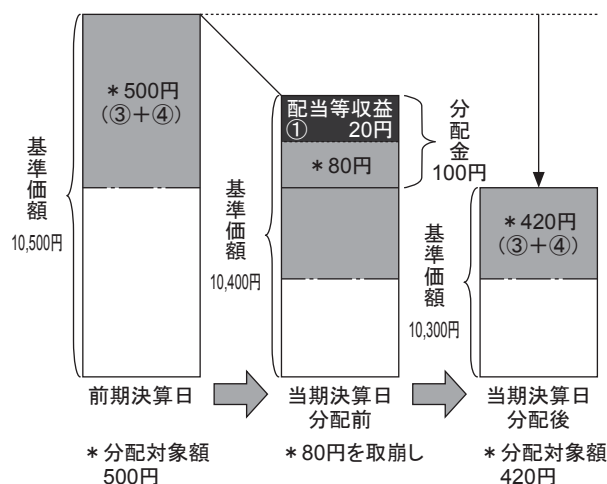 *500円
(③+④)
基準価額
10,500円
前期決算日
*分配対象額
500円
配当等収益
① 20円
*80円
分配金
100円
基準価額
10,400円
当期決算日
分配前
*80円を取崩し
*420円
(③+④)
基準価額
10,300円
当期決算日
分配後
*分配対象額
420円